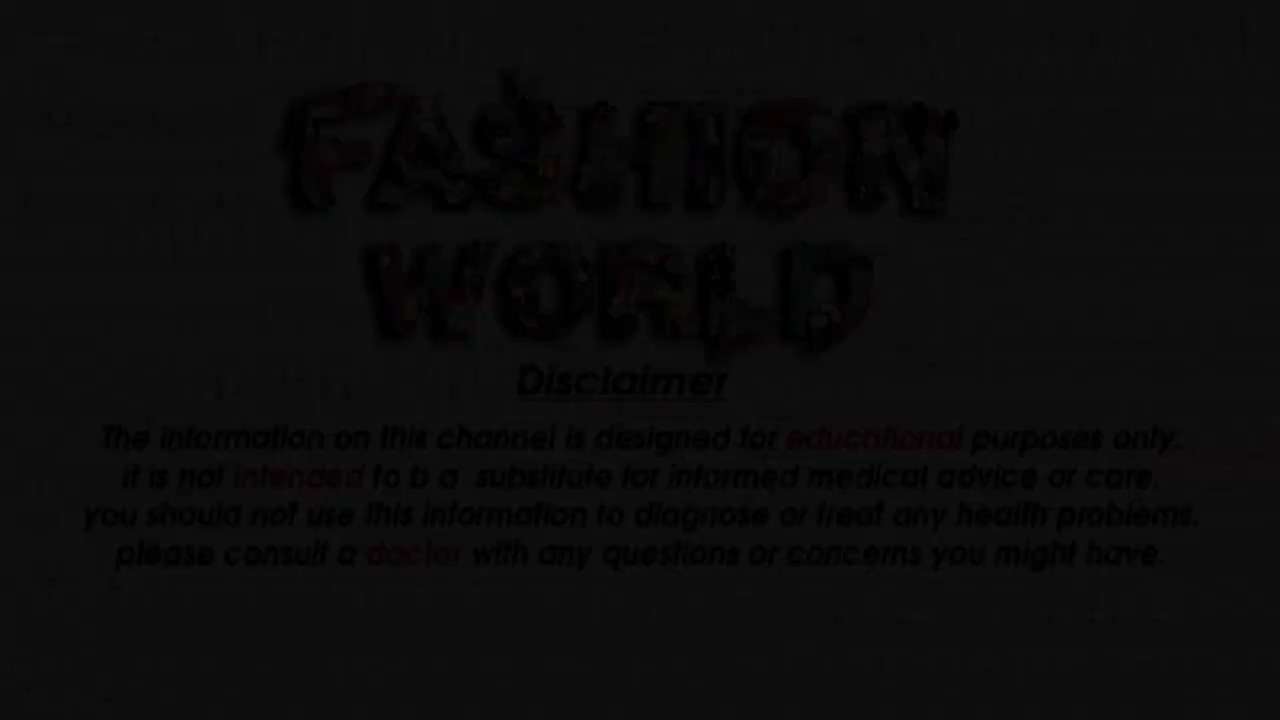 FASHION
WORLD
Disclaimer
The information on this channel is designed for educational purposes only.
it is not intended to b a substitute for informed medical advice or care.
you should not use this information to diagnose or treat any health problems.
please consult a doctor with any questions or concerns you might have.